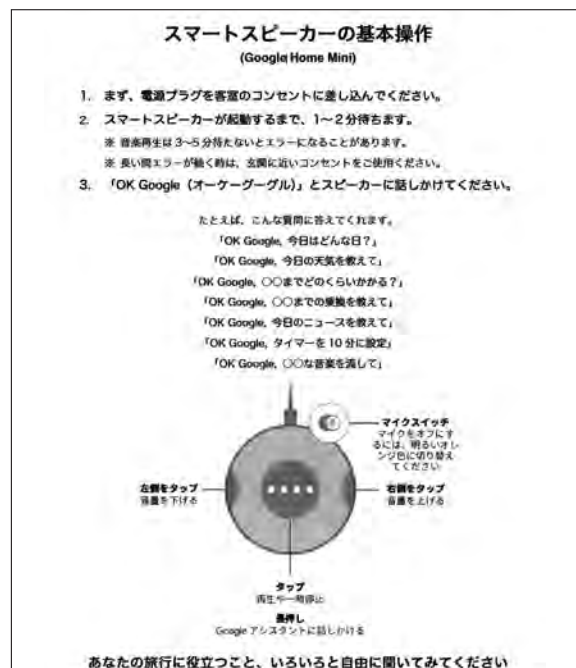 スマートスピーカーの基本操作
(Google Home Mini)
1. まず、電源プラグを客室のコンセントに差し込んでください。
2. スマートスピーカーが起動するまで、1〜2分待ちます。
※ 音楽再生は3〜5分待たないとエラーになることがあります。
※ 長い間エラーが続く時は、玄関に近いコンセントをご使用ください。
3. 「OK Google（オーケーグーグル）」とスピーカーに話しかけてください。
たとえば、こんな質問に答えてくれます。
「OK Google, 今日はどんな日？」
「OK Google, 今日の天気を教えて」
「OK Google, 〇〇までどのくらいかかる？」
「OK Google, 〇〇までの乗換を教えて」
「OK Google, 今日のニュースを教えて」
「OK Google, タイマーを10分に設定」
「OK Google, 〇〇な音楽を流して」
マイクスイッチ
マイクをオフにす
るには、明るいオレ
ンジ色に切り替え
てください
左側をタップ
音量を下げる
右側をタップ
音量を上げる
タップ
再生や一時停止
長押し
Google アシスタントに話しかける
あなたの旅行に役立つこと、いろいろと自由に聞いてみてください